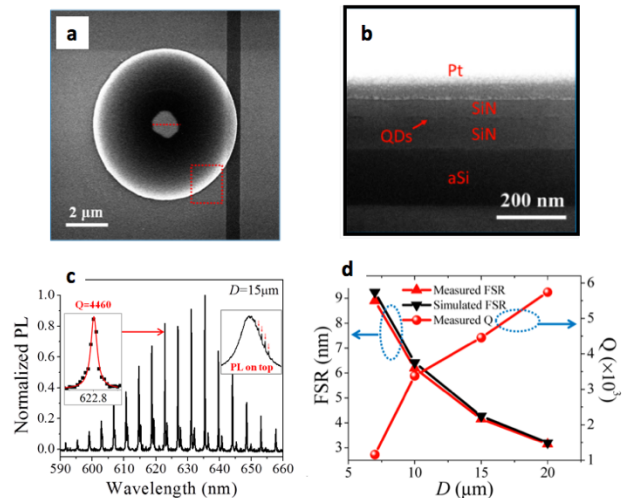 a
2 µm
b
Pt
SiN
QDs
SiN
aSi
200 nm
c
D=15µm
Q=4460
622.8
PL on top
Normalized PL
1.0
0.8
0.6
0.4
0.2
0.0
590 600 610 620 630 640 650 660
Wavelength (nm)
d
Measured FSR
Simulated FSR
Measured Q
FSR (nm)
9
8
7
6
5
4
3
Q (×10³)
6
5
4
3
2
1
5 10 15 20 25
D (µm)